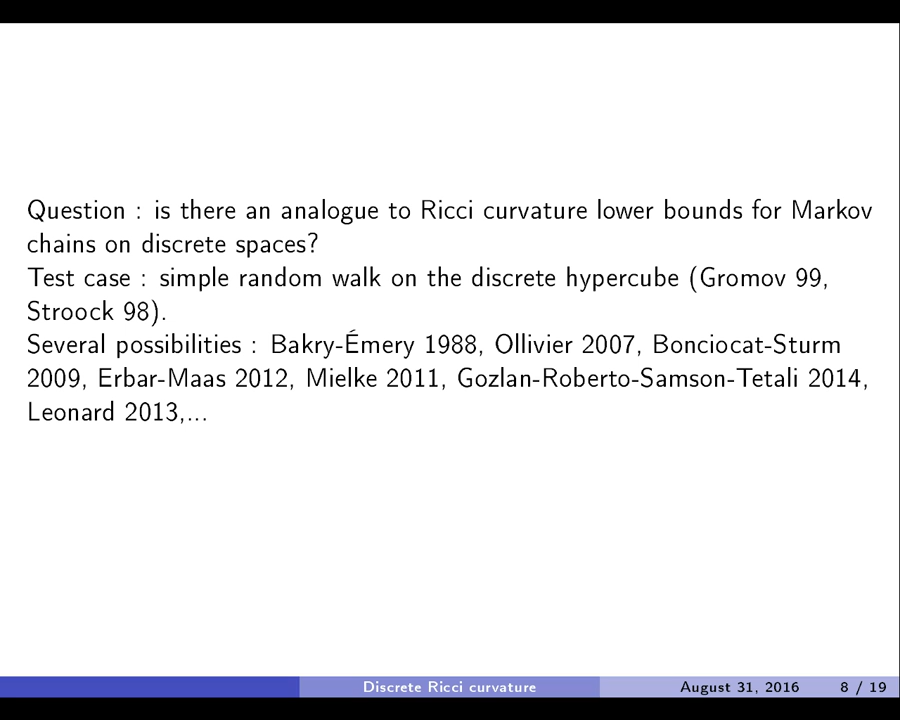 Question : is there an analogue to Ricci curvature lower bounds for Markov
chains on discrete spaces?
Test case : simple random walk on the discrete hypercube (Gromov 99,
Stroock 98).
Several possibilities : Bakry-Émery 1988, Ollivier 2007, Bonciocat-Sturm
2009, Erbar-Maas 2012, Mielke 2011, Gozlan-Roberto-Samson-Tetali 2014,
Leonard 2013,...
Discrete Ricci curvature August 31, 2016 8 / 19